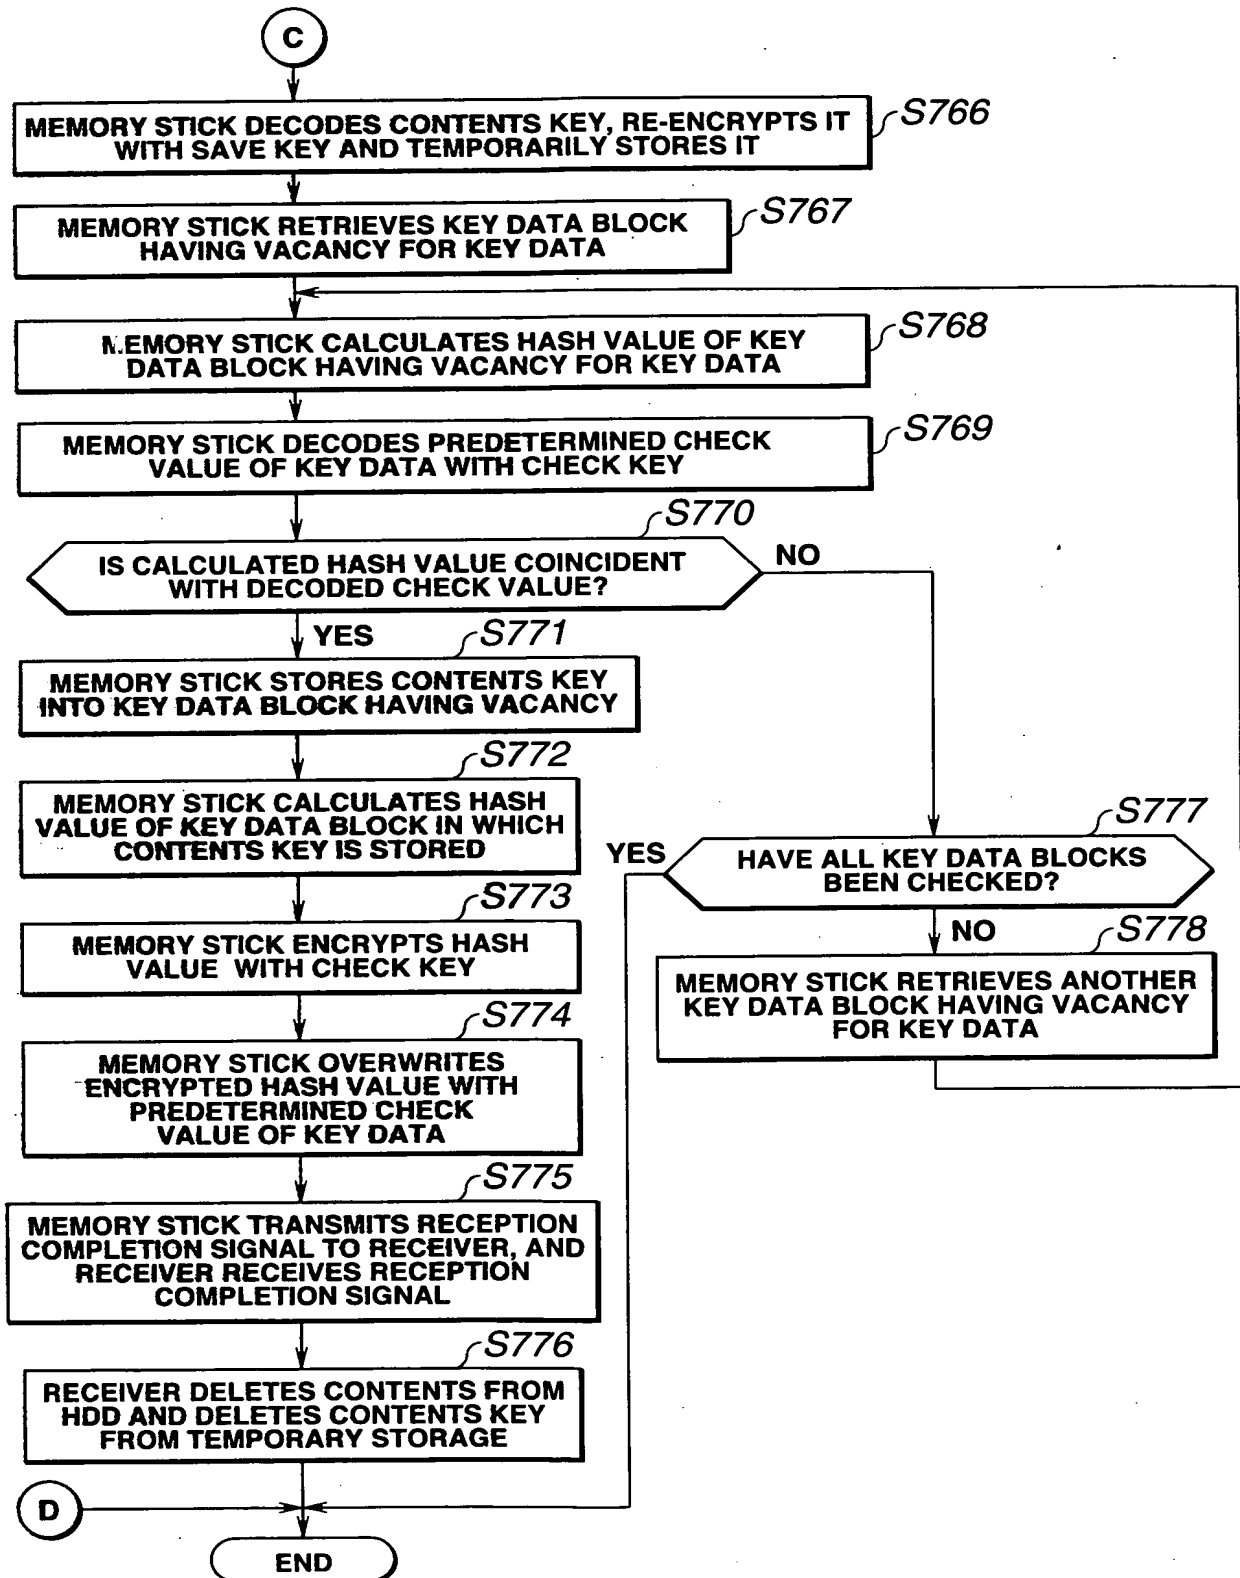 C
MEMORY STICK DECODES CONTENTS KEY, RE-ENCRYPTS IT
WITH SAVE KEY AND TEMPORARILY STORES IT
S766
MEMORY STICK RETRIEVES KEY DATA BLOCK
HAVING VACANCY FOR KEY DATA
S767
MEMORY STICK CALCULATES HASH VALUE OF KEY
DATA BLOCK HAVING VACANCY FOR KEY DATA
S768
MEMORY STICK DECODES PREDETERMINED CHECK
VALUE OF KEY DATA WITH CHECK KEY
S769
S770
IS CALCULATED HASH VALUE COINCIDENT
WITH DECODED CHECK VALUE?
NO
YES
S771
MEMORY STICK STORES CONTENTS KEY
INTO KEY DATA BLOCK HAVING VACANCY
S772
MEMORY STICK CALCULATES HASH
VALUE OF KEY DATA BLOCK IN WHICH
CONTENTS KEY IS STORED
S777
YES
HAVE ALL KEY DATA BLOCKS
BEEN CHECKED?
S773
MEMORY STICK ENCRYPTS HASH
VALUE WITH CHECK KEY
NO
S778
MEMORY STICK RETRIEVES ANOTHER
KEY DATA BLOCK HAVING VACANCY
FOR KEY DATA
S774
MEMORY STICK OVERWRITES
ENCRYPTED HASH VALUE WITH
PREDETERMINED CHECK
VALUE OF KEY DATA
S775
MEMORY STICK TRANSMITS RECEPTION
COMPLETION SIGNAL TO RECEIVER, AND
RECEIVER RECEIVES RECEPTION
COMPLETION SIGNAL
S776
RECEIVER DELETES CONTENTS FROM
HDD AND DELETES CONTENTS KEY
FROM TEMPORARY STORAGE
D
END